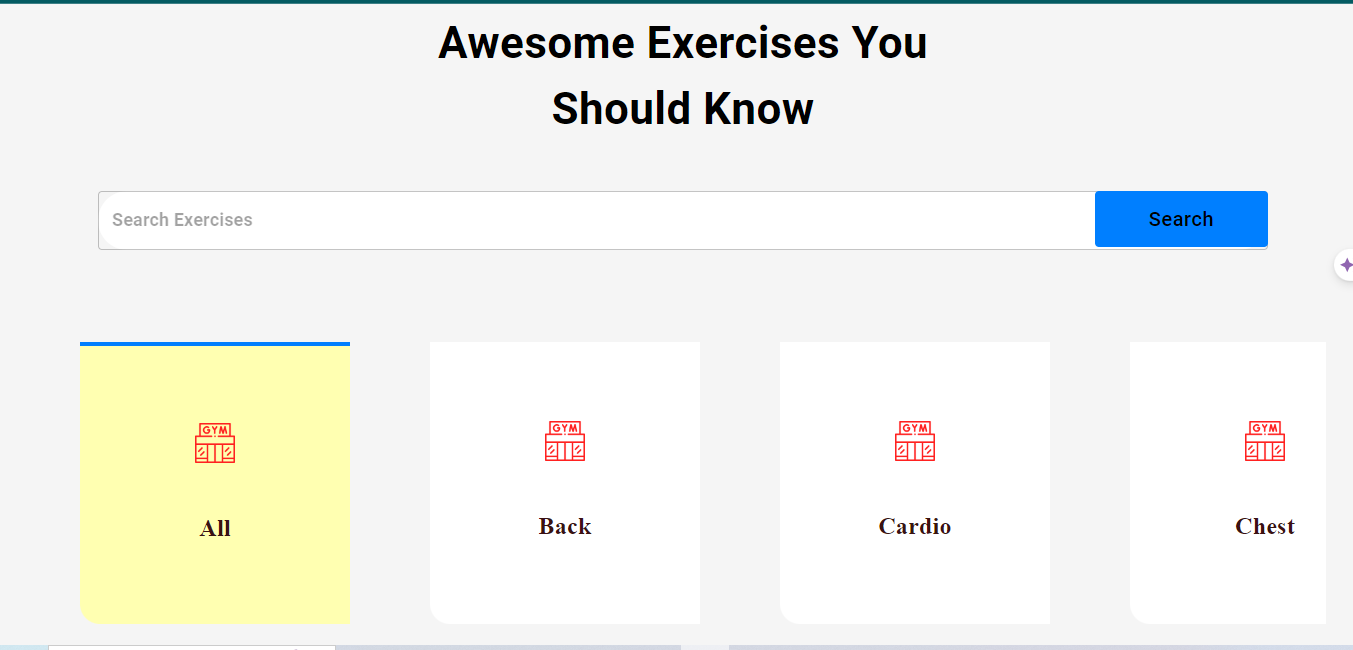 Awesome Exercises You
Should Know
Search Exercises
Search
GYM
GYM
GYM
GYM
All
Back
Cardio
Chest